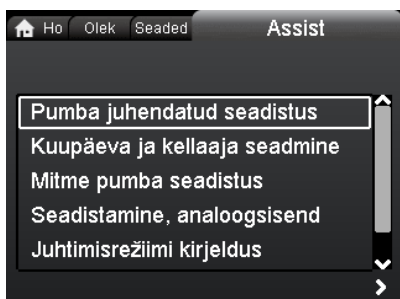 Ho Olek Seaded Assist
Pumba juhendatud seadistus
Kuupäeva ja kellaaja seadmine
Mitme pumba seadistus
Seadistamine, analoogsisend
Juhtimisrežiimi kirjeldus